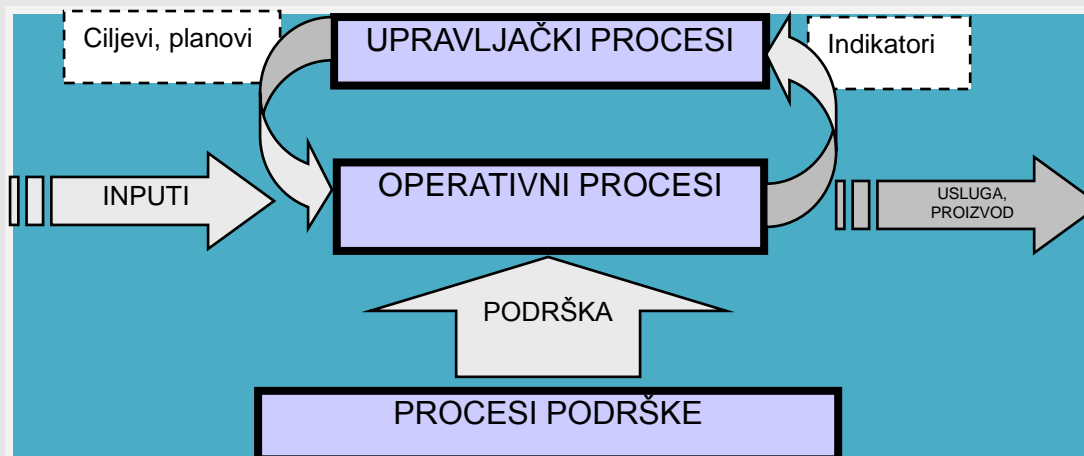 Ciljevi, planovi
UPRAVLJAČKI PROCESI
Indikatori
INPUTI
OPERATIVNI PROCESI
USLUGA,
PROIZVOD
PODRŠKA
PROCESI PODRŠKE